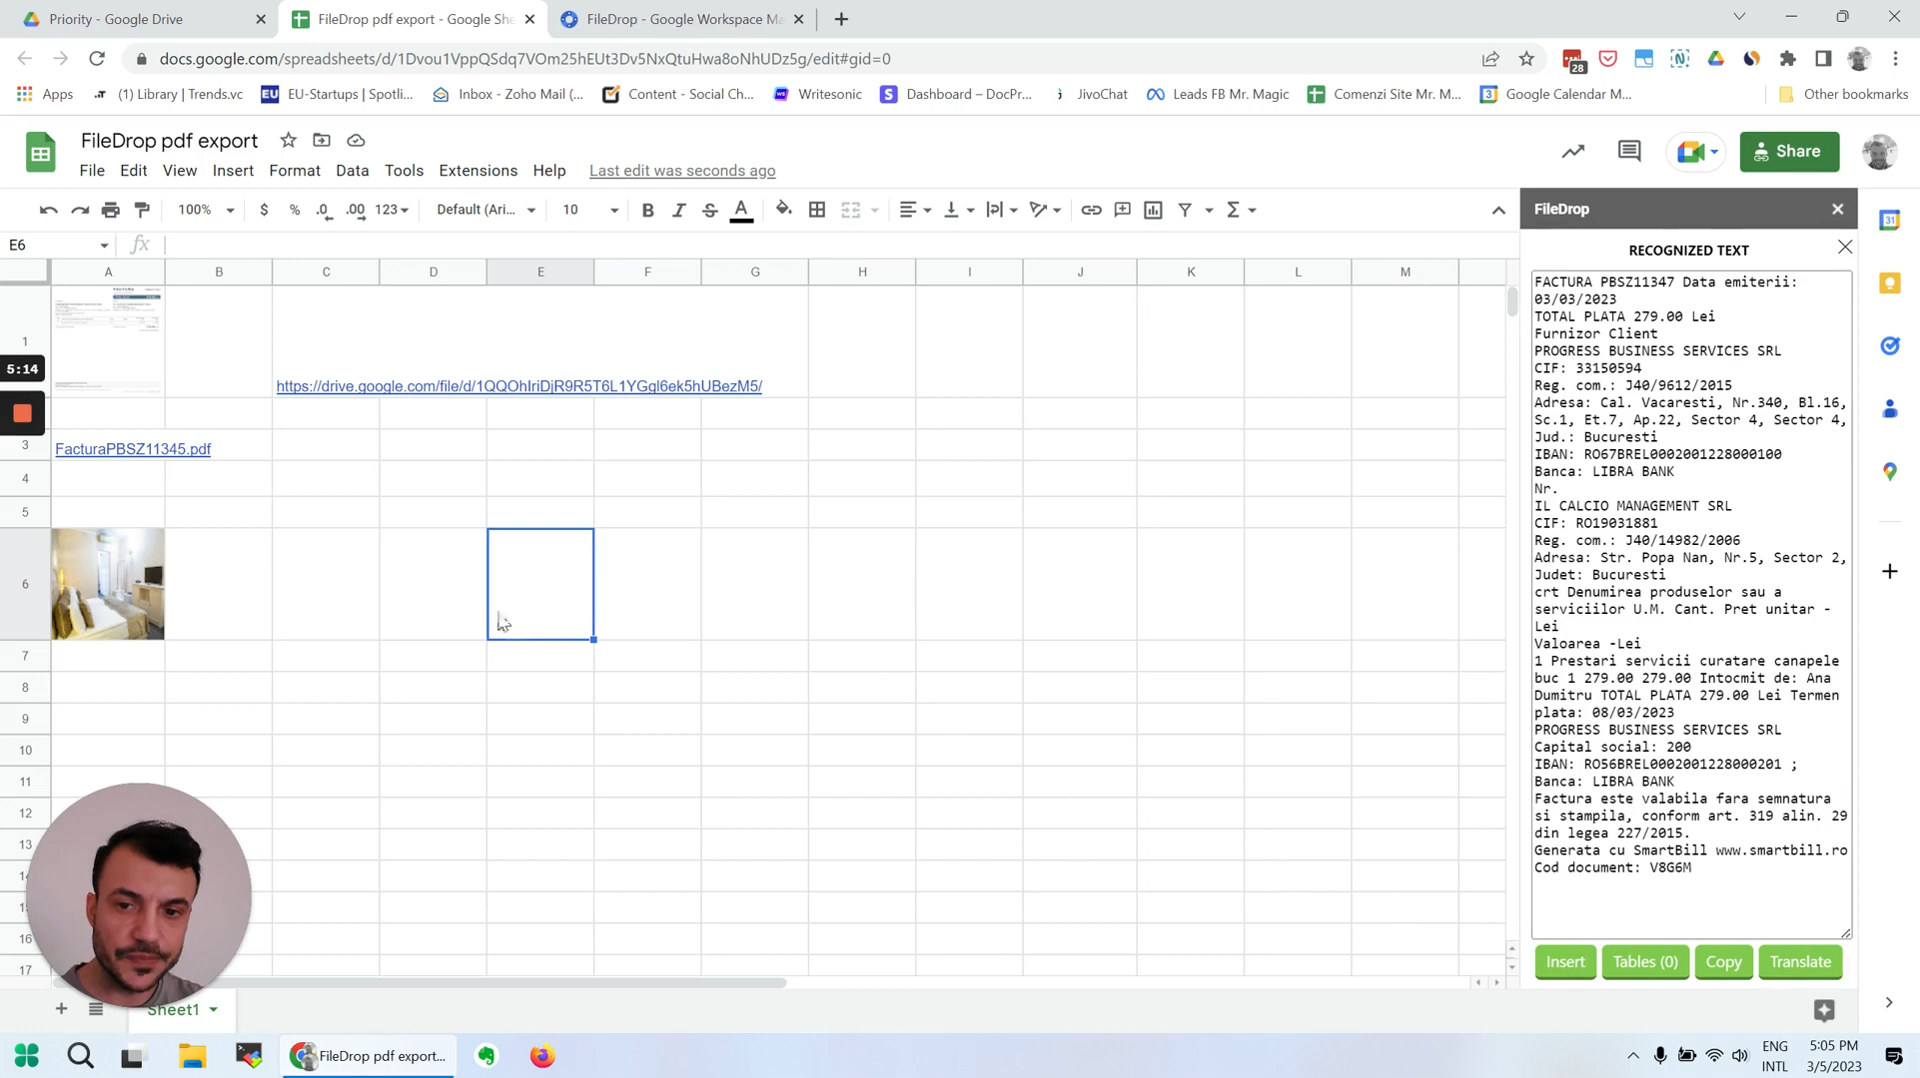 Priority - Google Drive
FileDrop pdf export - Google She
FileDrop - Google Workspace Ma
docs.google.com/spreadsheets/d/1Dvou1VppQSdq7VOm25hEUt3Dv5NxQtuHwa8oNhUDz5g/edit#gid=0
28
Apps
(1) Library | Trends.vc
EU-Startups | Spotli...
Inbox - Zoho Mail (...
Content - Social Ch...
Writesonic
Dashboard – DocPr...
JivoChat
Leads FB Mr. Magic
Comenzi Site Mr. M...
Google Calendar M...
Other bookmarks
FileDrop pdf export
Share
File Edit View Insert Format Data Tools Extensions Help Last edit was seconds ago
100% $ % .0 .00 123 Default (Ari... 10 B I S A
FileDrop
E6
fx
RECOGNIZED TEXT
A B C D E F G H I J K L M
1
5:14
https://drive.google.com/file/d/1QQOhIriDjR9R5T6L1YGql6ek5hUBezM5/
3
FacturaPBSZ11345.pdf
4
5
6
7
8
9
10
11
12
13
14
15
16
17
FACTURA PBSZ11347 Data emiterii:
03/03/2023
TOTAL PLATA 279.00 Lei
Furnizor Client
PROGRESS BUSINESS SERVICES SRL
CIF: 33150594
Reg. com.: J40/9612/2015
Adresa: Cal. Vacaresti, Nr.340, Bl.16,
Sc.1, Et.7, Ap.22, Sector 4, Sector 4,
Jud.: Bucuresti
IBAN: RO67BREL0002001228000100
Banca: LIBRA BANK
Nr.
IL CALCIO MANAGEMENT SRL
CIF: RO19031881
Reg. com.: J40/14982/2006
Adresa: Str. Popa Nan, Nr.5, Sector 2,
Judet: Bucuresti
crt Denumirea produselor sau a
serviciilor U.M. Cant. Pret unitar -
Lei
Valoarea -Lei
1 Prestari servicii curatare canapele
buc 1 279.00 279.00 Intocmit de: Ana
Dumitru TOTAL PLATA 279.00 Lei Termen
plata: 08/03/2023
PROGRESS BUSINESS SERVICES SRL
Capital social: 200
IBAN: RO56BREL0002001228000201 ;
Banca: LIBRA BANK
Factura este valabila fara semnatura
si stampila, conform art. 319 alin. 29
din legea 227/2015.
Generata cu SmartBill www.smartbill.ro
Cod document: V8G6M
Insert
Tables (0)
Copy
Translate
Sheet1
FileDrop pdf export...
ENG
INTL
5:05 PM
3/5/2023